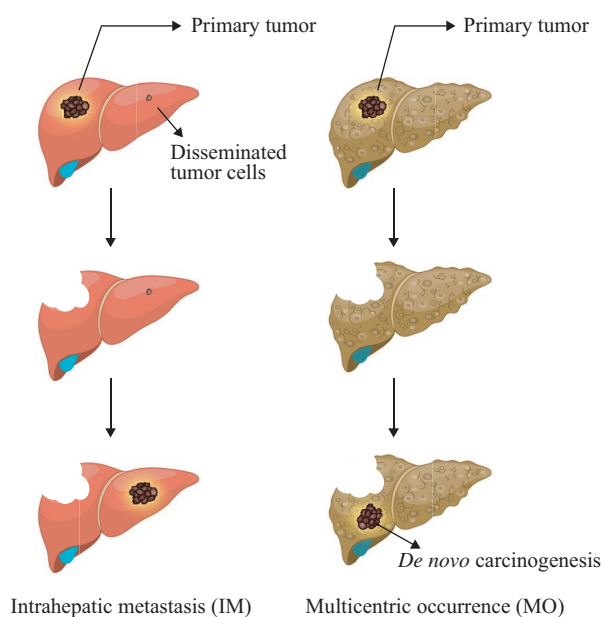 Primary tumor
Primary tumor
Disseminated
tumor cells
De novo carcinogenesis
Intrahepatic metastasis (IM)
Multicentric occurrence (MO)